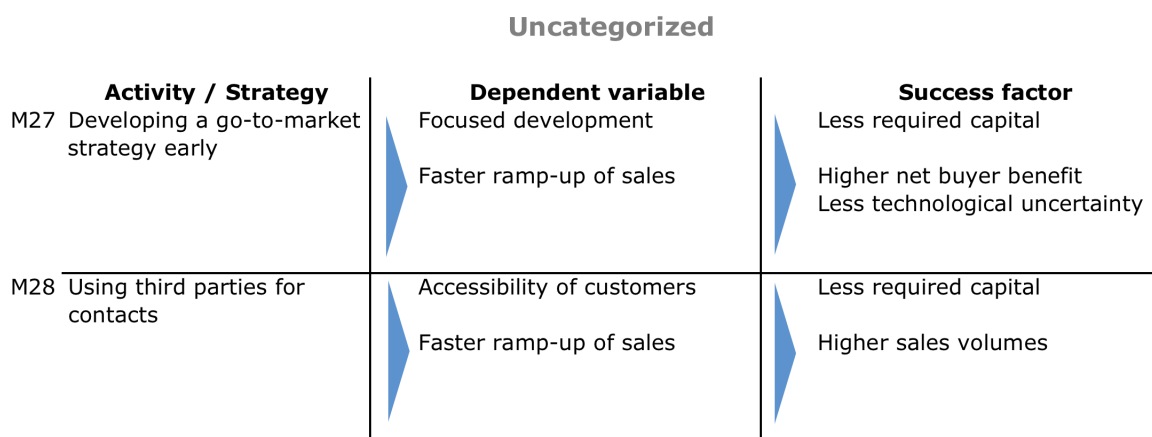 Uncategorized
Activity / Strategy Dependent variable Success factor
M27 Developing a go-to-market Focused development Less required capital
strategy early
Faster ramp-up of sales Higher net buyer benefit
Less technological uncertainty
M28 Using third parties for Accessibility of customers Less required capital
contacts
Faster ramp-up of sales Higher sales volumes